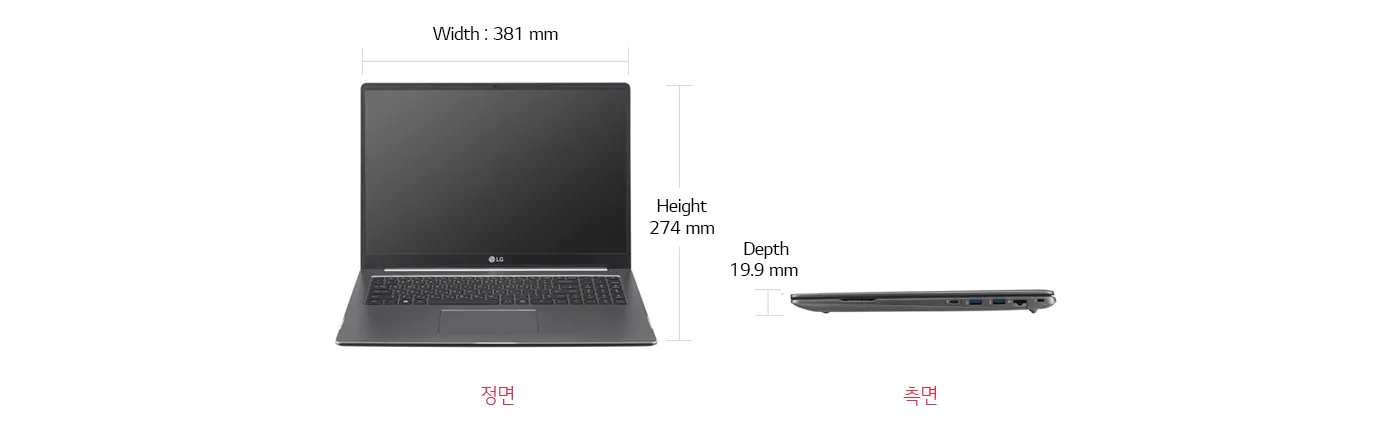 Width : 381 mm
Height
274 mm
Depth
19.9 mm
LG
정면
측면